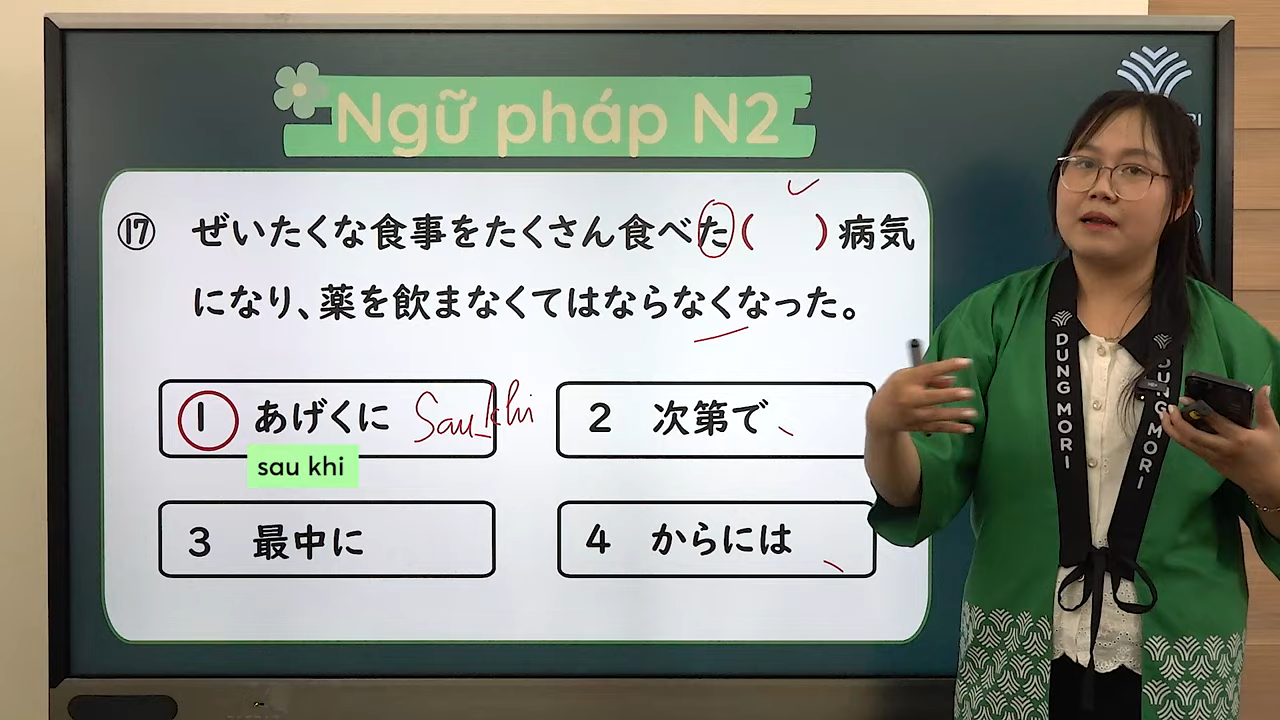 Ngữ pháp N2
⑰ ぜいたくな食事をたくさん食べた( )病気
になり、薬を飲まなくてはならなくなった。
1 あげくに Sau khi
sau khi
2 次第で
3 最中に
4 からには
DUNG MORI
DUNG MORI